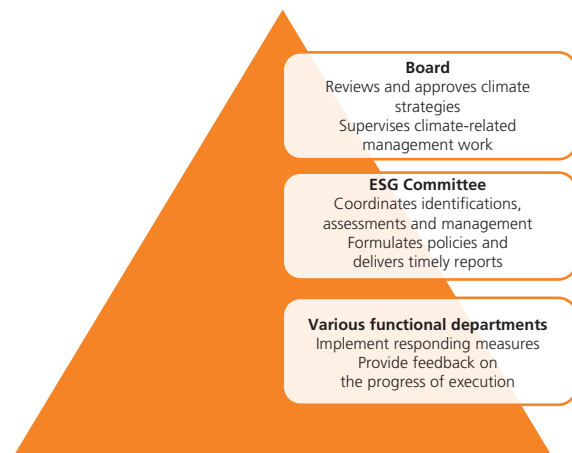 Board
Reviews and approves climate
strategies
Supervises climate-related
management work
ESG Committee
Coordinates identifications,
assessments and management
Formulates policies and
delivers timely reports
Various functional departments
Implement responding measures
Provide feedback on
the progress of execution